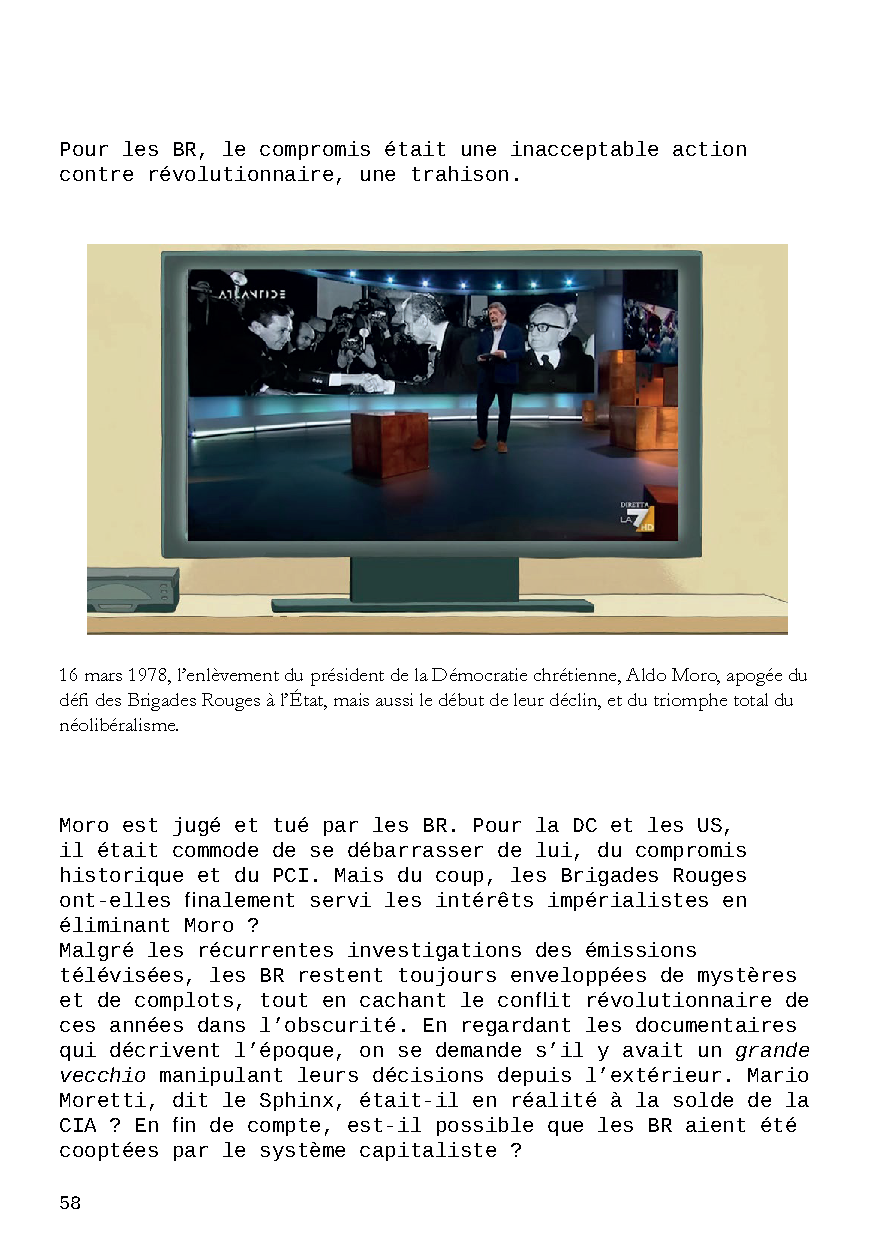 Pour les BR, le compromis était une inacceptable action
contre révolutionnaire, une trahison.
ATLANTIDE
DIRETTA
LA 7 HD
16 mars 1978, l’enlèvement du président de la Démocratie chrétienne, Aldo Moro, apogée du
défi des Brigades Rouges à l’État, mais aussi le début de leur déclin, et du triomphe total du
néolibéralisme.
Moro est jugé et tué par les BR. Pour la DC et les US,
il était commode de se débarrasser de lui, du compromis
historique et du PCI. Mais du coup, les Brigades Rouges
ont-elles finalement servi les intérêts impérialistes en
éliminant Moro ?
Malgré les récurrentes investigations des émissions
télévisées, les BR restent toujours enveloppées de mystères
et de complots, tout en cachant le conflit révolutionnaire de
ces années dans l’obscurité. En regardant les documentaires
qui décrivent l’époque, on se demande s’il y avait un grande
vecchio manipulant leurs décisions depuis l’extérieur. Mario
Moretti, dit le Sphinx, était-il en réalité à la solde de la
CIA ? En fin de compte, est-il possible que les BR aient été
cooptées par le système capitaliste ?
58